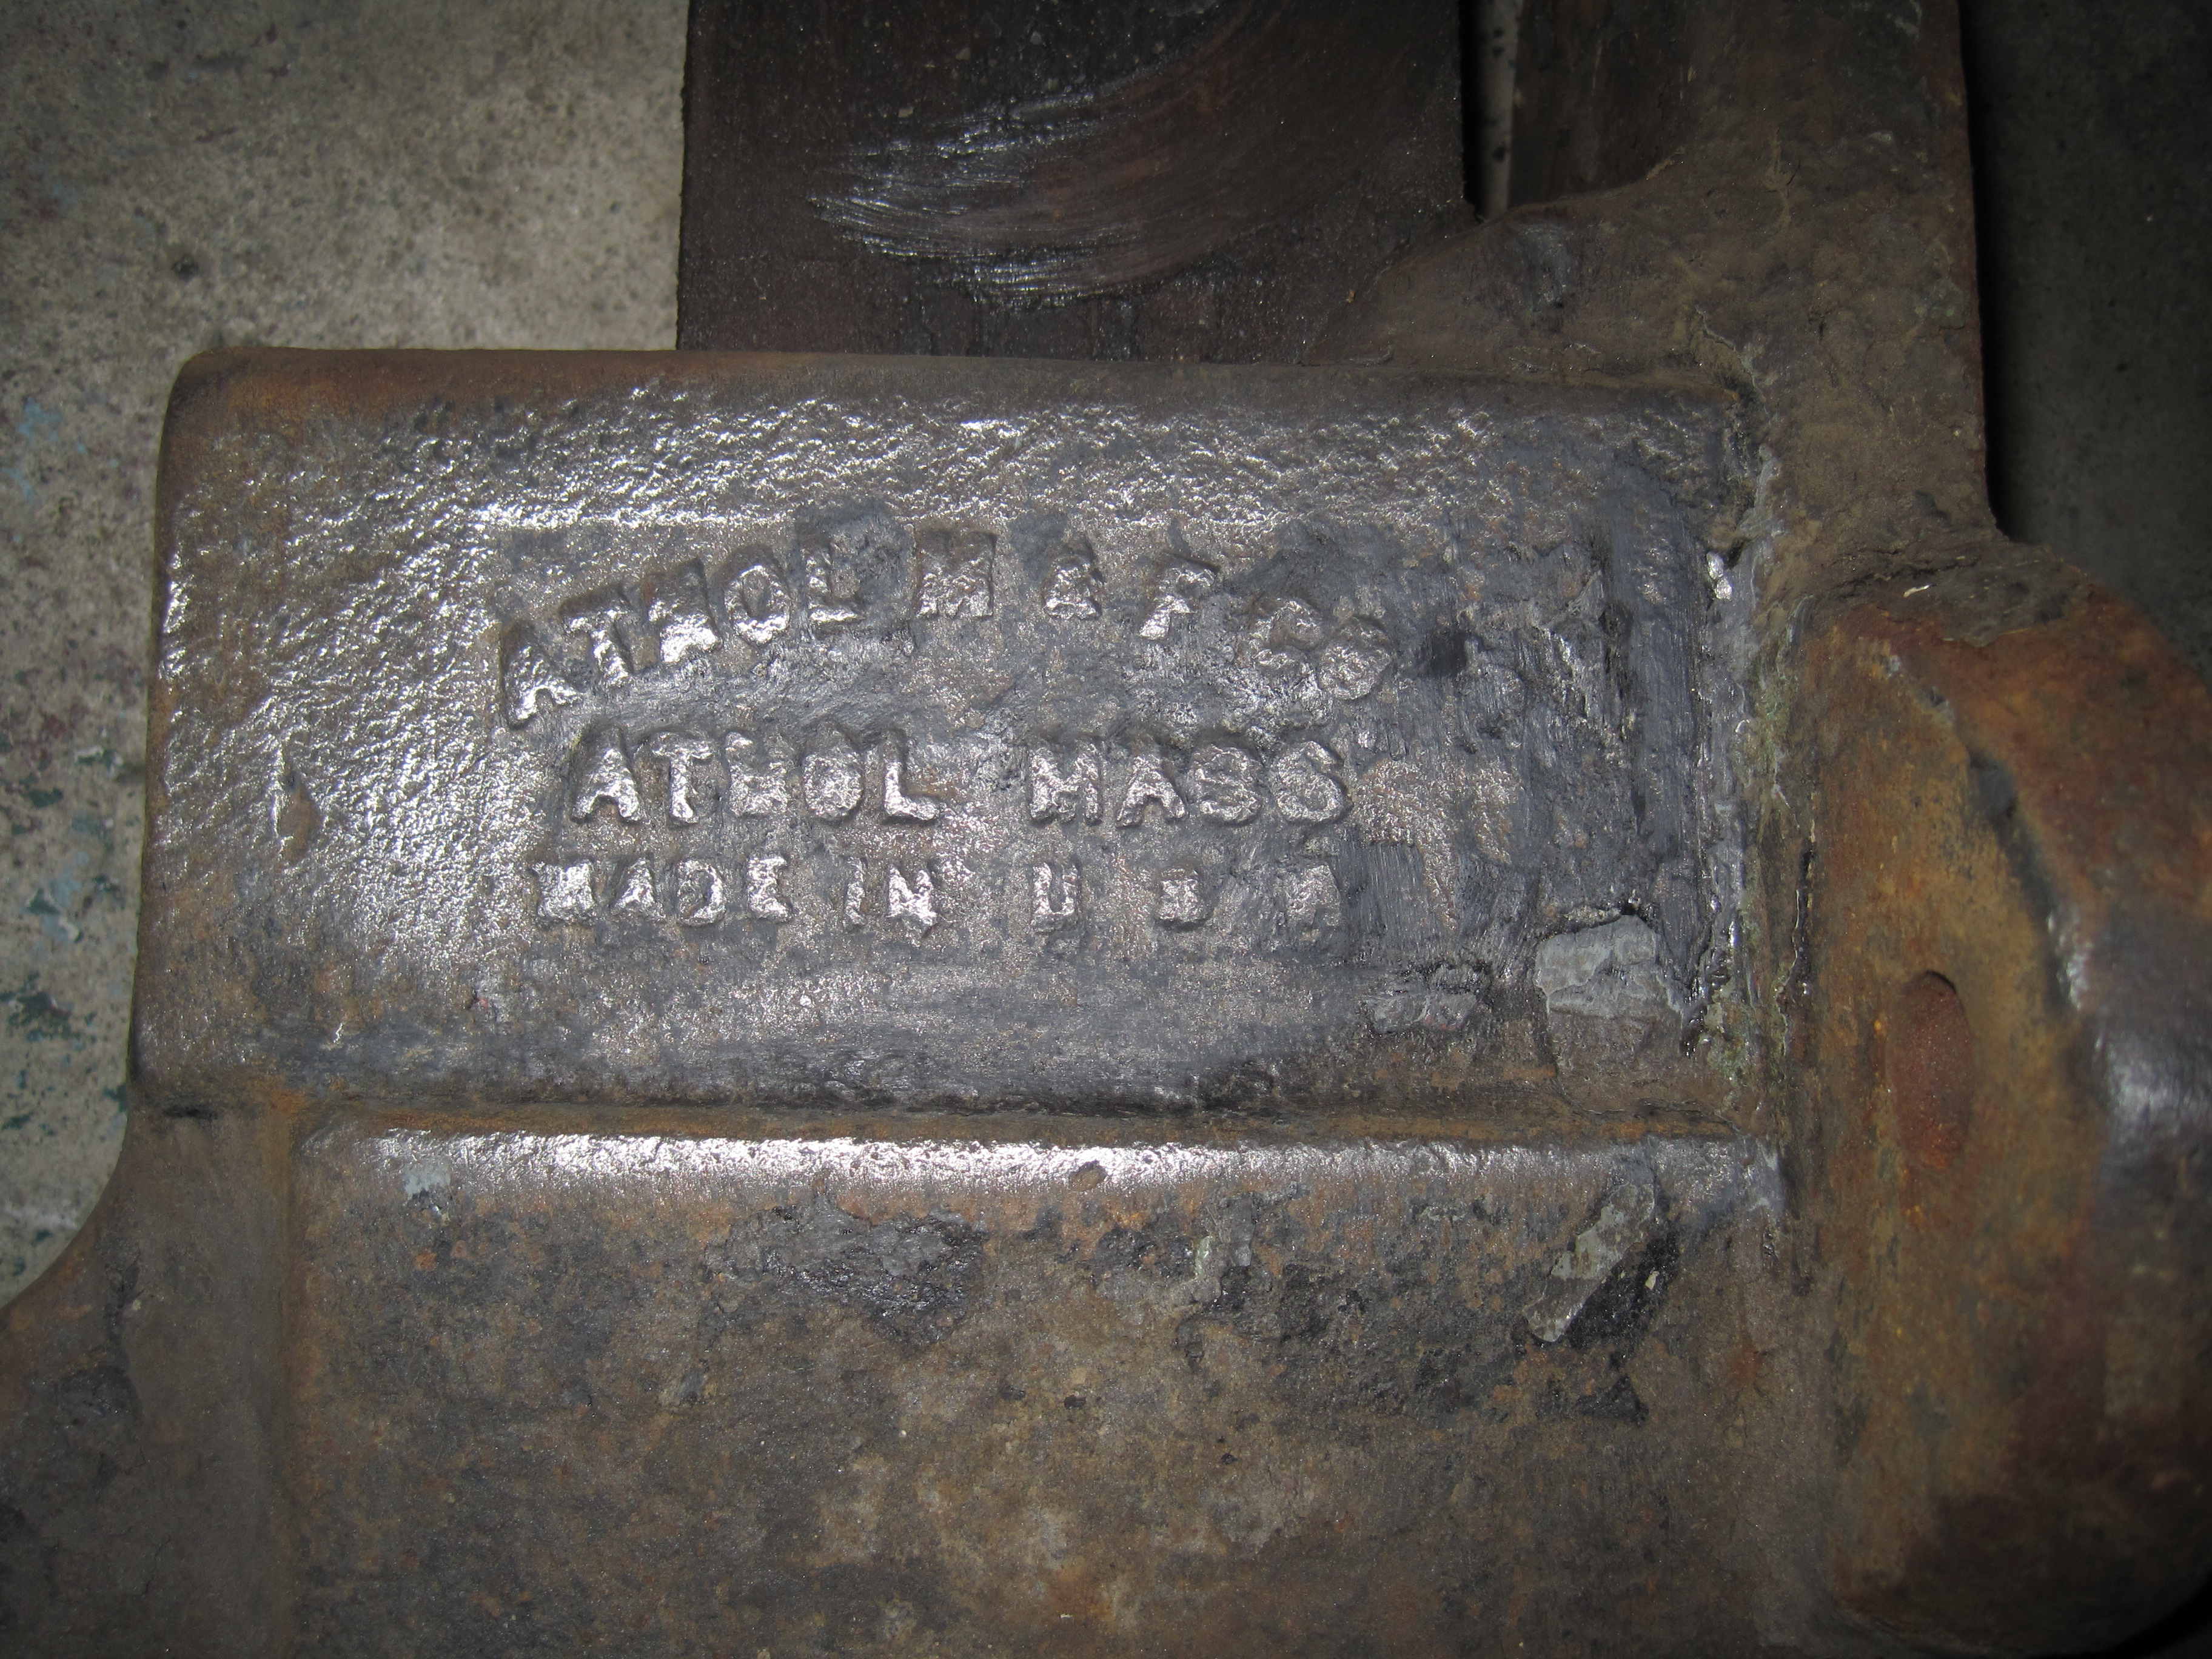 ATHOL M & F CO
ATHOL MASS
MADE IN U S A